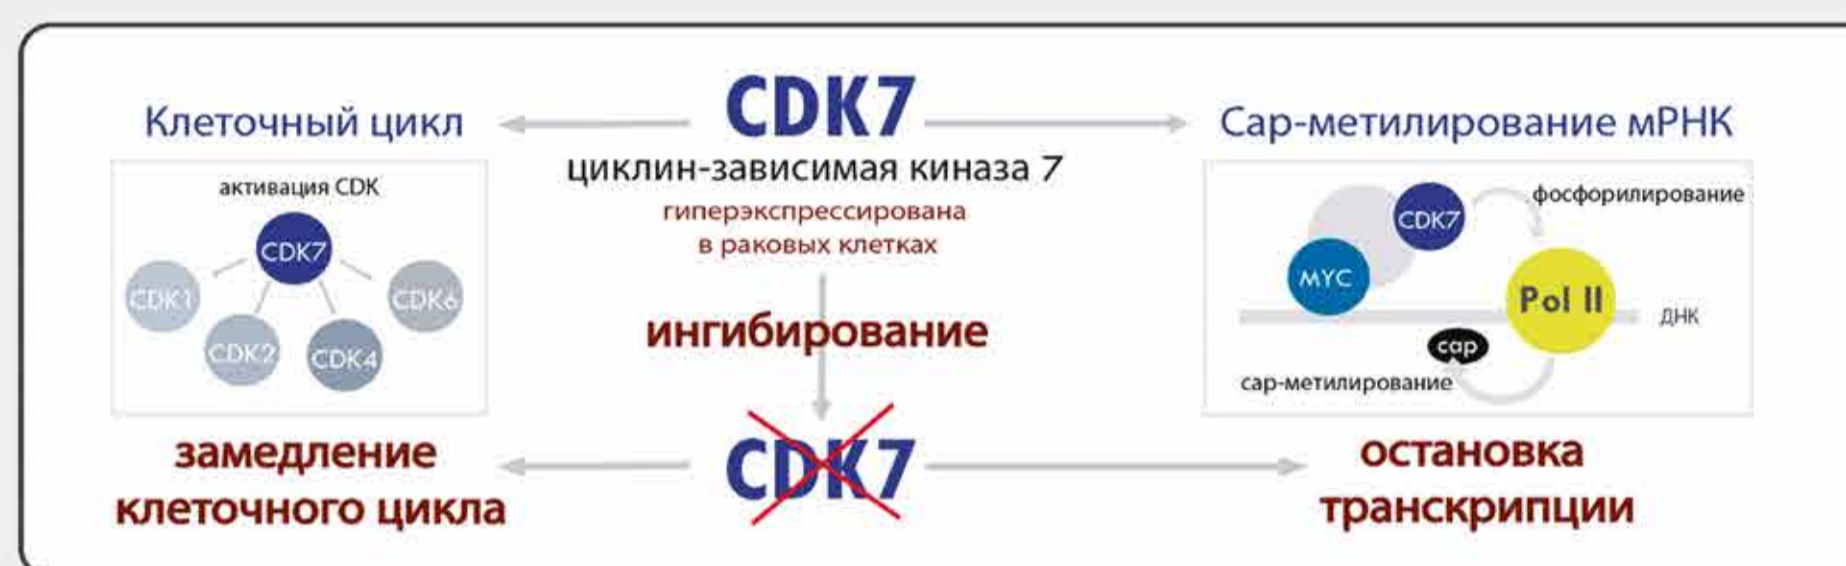 CDK7
Клеточный цикл
Cap-метилирование мРНК
циклин-зависимая киназа 7
гиперэкспрессирована
в раковых клетках
активация CDK
CDK7
CDK1
CDK2
CDK4
CDK6
фосфорилирование
CDK7
MYC
Pol II
ДНК
cap
cap-метилирование
ингибирование
CDK7
замедление
клеточного цикла
остановка
транскрипции